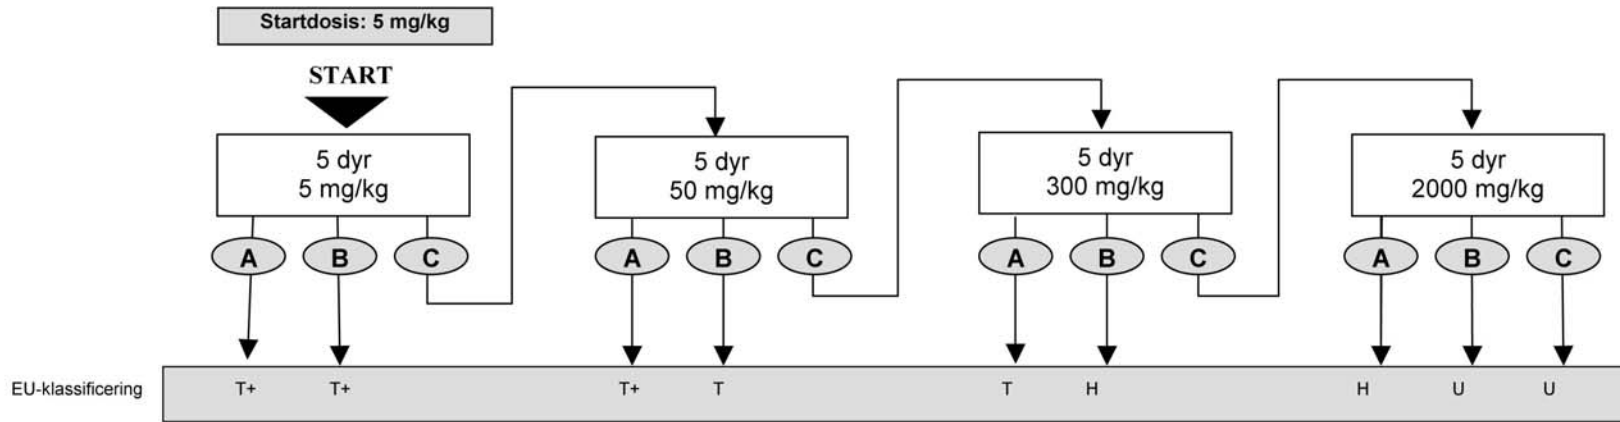 Startdosis: 5 mg/kg
START
5 dyr
5 mg/kg
5 dyr
50 mg/kg
5 dyr
300 mg/kg
5 dyr
2000 mg/kg
A B C A B C A B C A B C
EU-klassificering T+ T+ T+ T T H H U U